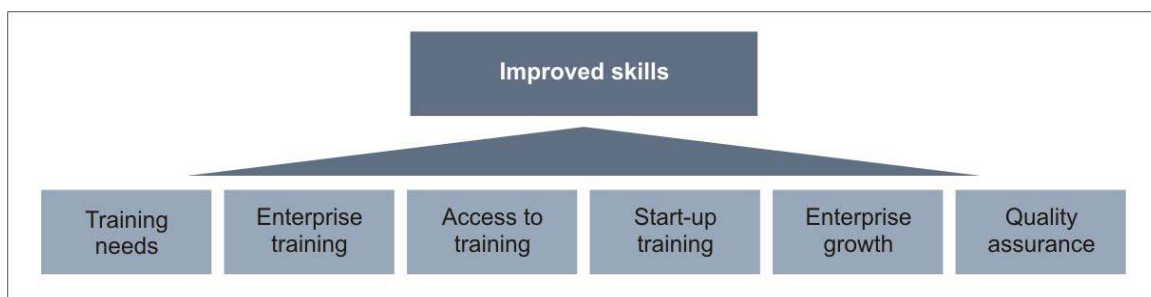 Improved skills
Training
needs
Enterprise
training
Access to
training
Start-up
training
Enterprise
growth
Quality
assurance